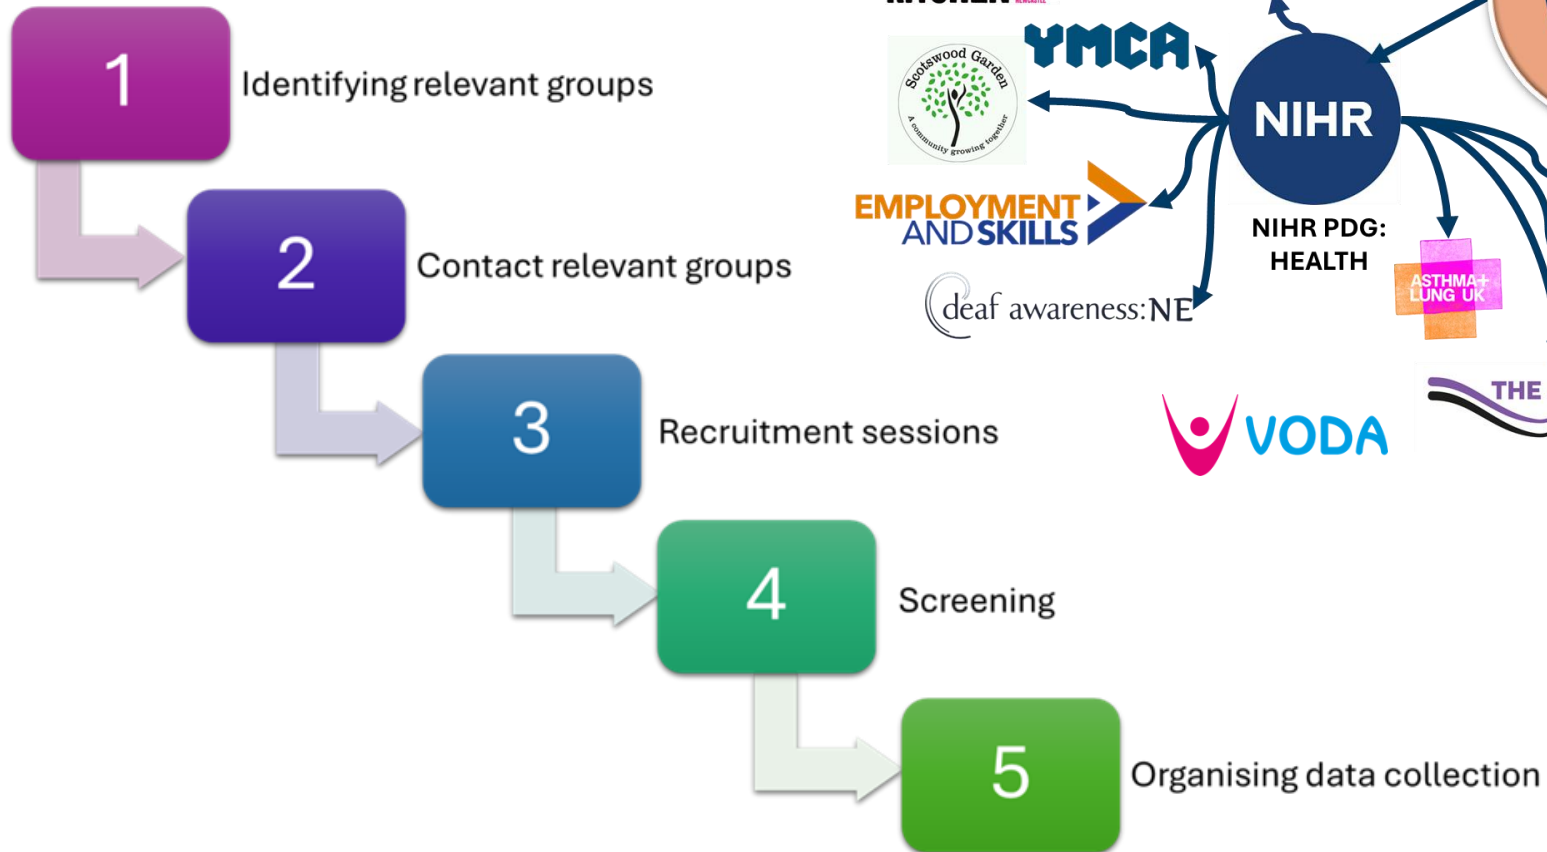 1
Identifying relevant groups
2
Contact relevant groups
3
Recruitment sessions
4
Screening
5
Organising data collection
NEWCASTLE
YMCA
Scotswood Garden
A community growing together
NIHR
EMPLOYMENT
AND SKILLS
NIHR PDG:
HEALTH
deaf awareness:NE
ASTHMA+
LUNG UK
THE
VODA